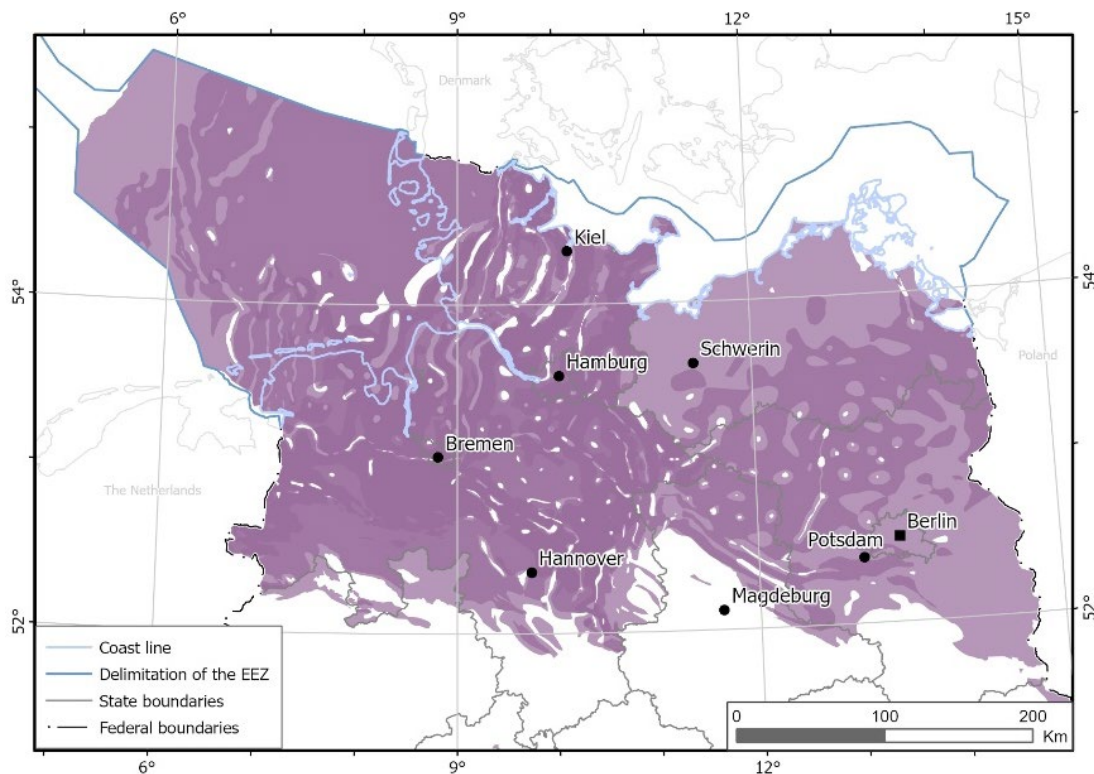 6°
9°
12°
15°
Denmark
Kiel
54°
54°
Hamburg
Schwerin
Poland
Bremen
The Netherlands
Berlin
Potsdam
Hannover
Magdeburg
52°
52°
Coast line
Delimitation of the EEZ
State boundaries
Federal boundaries
0 100 200
Km
6°
9°
12°